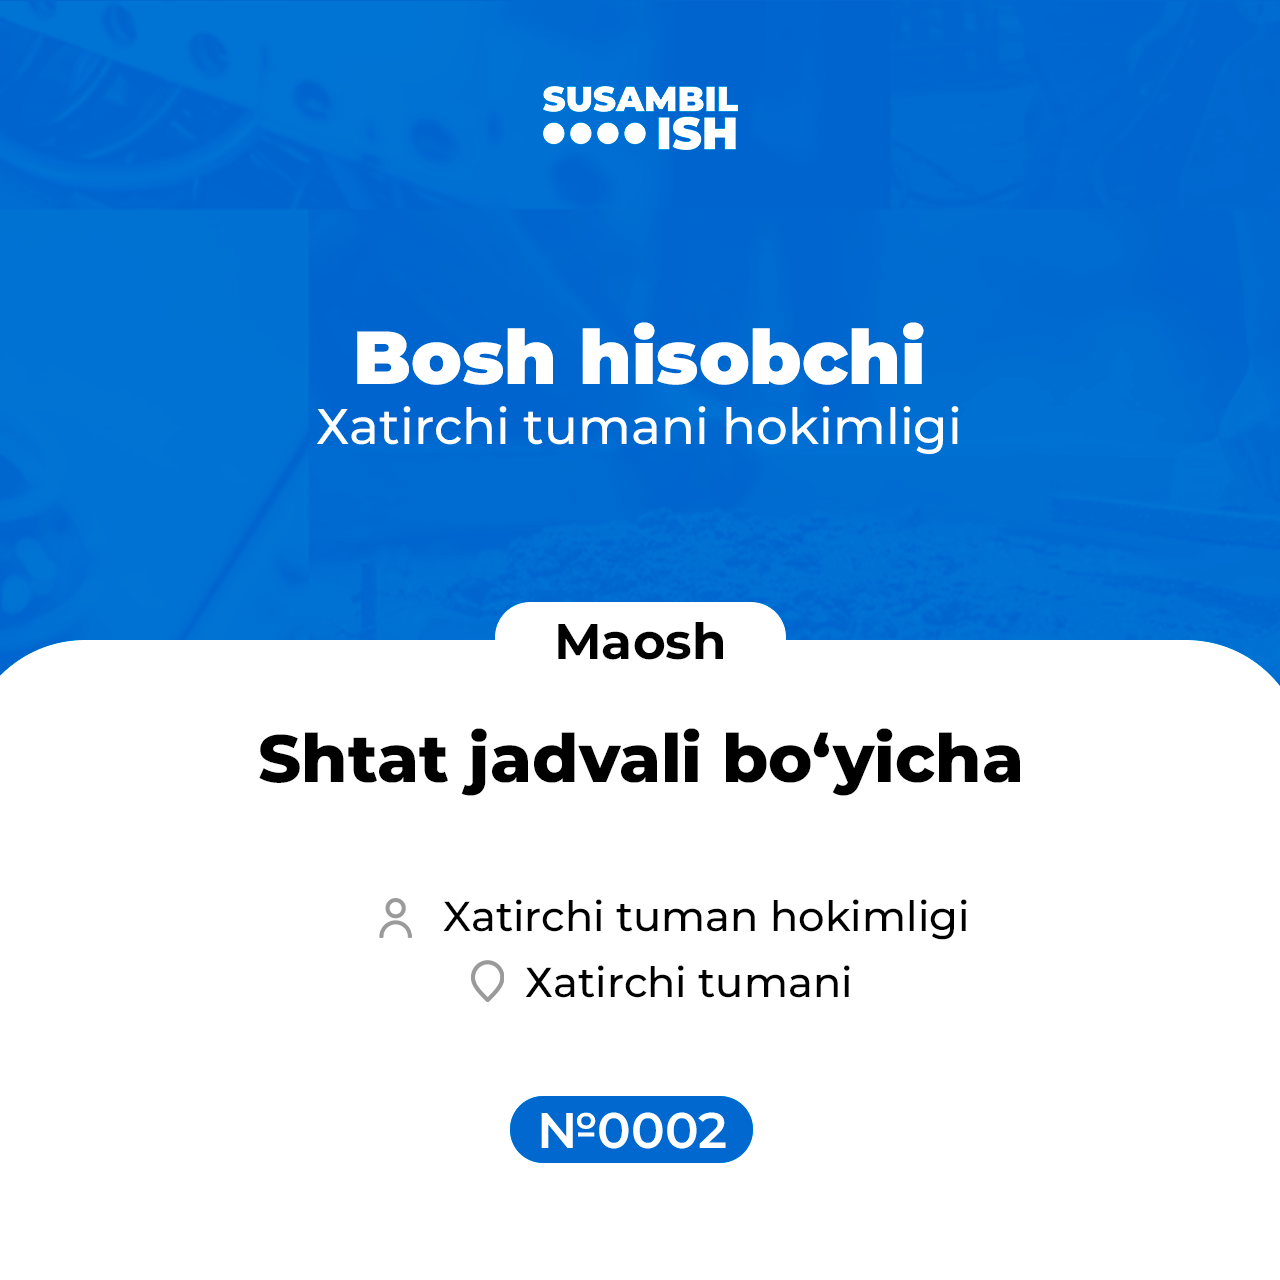 SUSAMBIL
ISH
Bosh hisobchi
Xatirchi tumani hokimligi
Maosh
Shtat jadvali bo‘yicha
Xatirchi tuman hokimligi
Xatirchi tumani
№0002